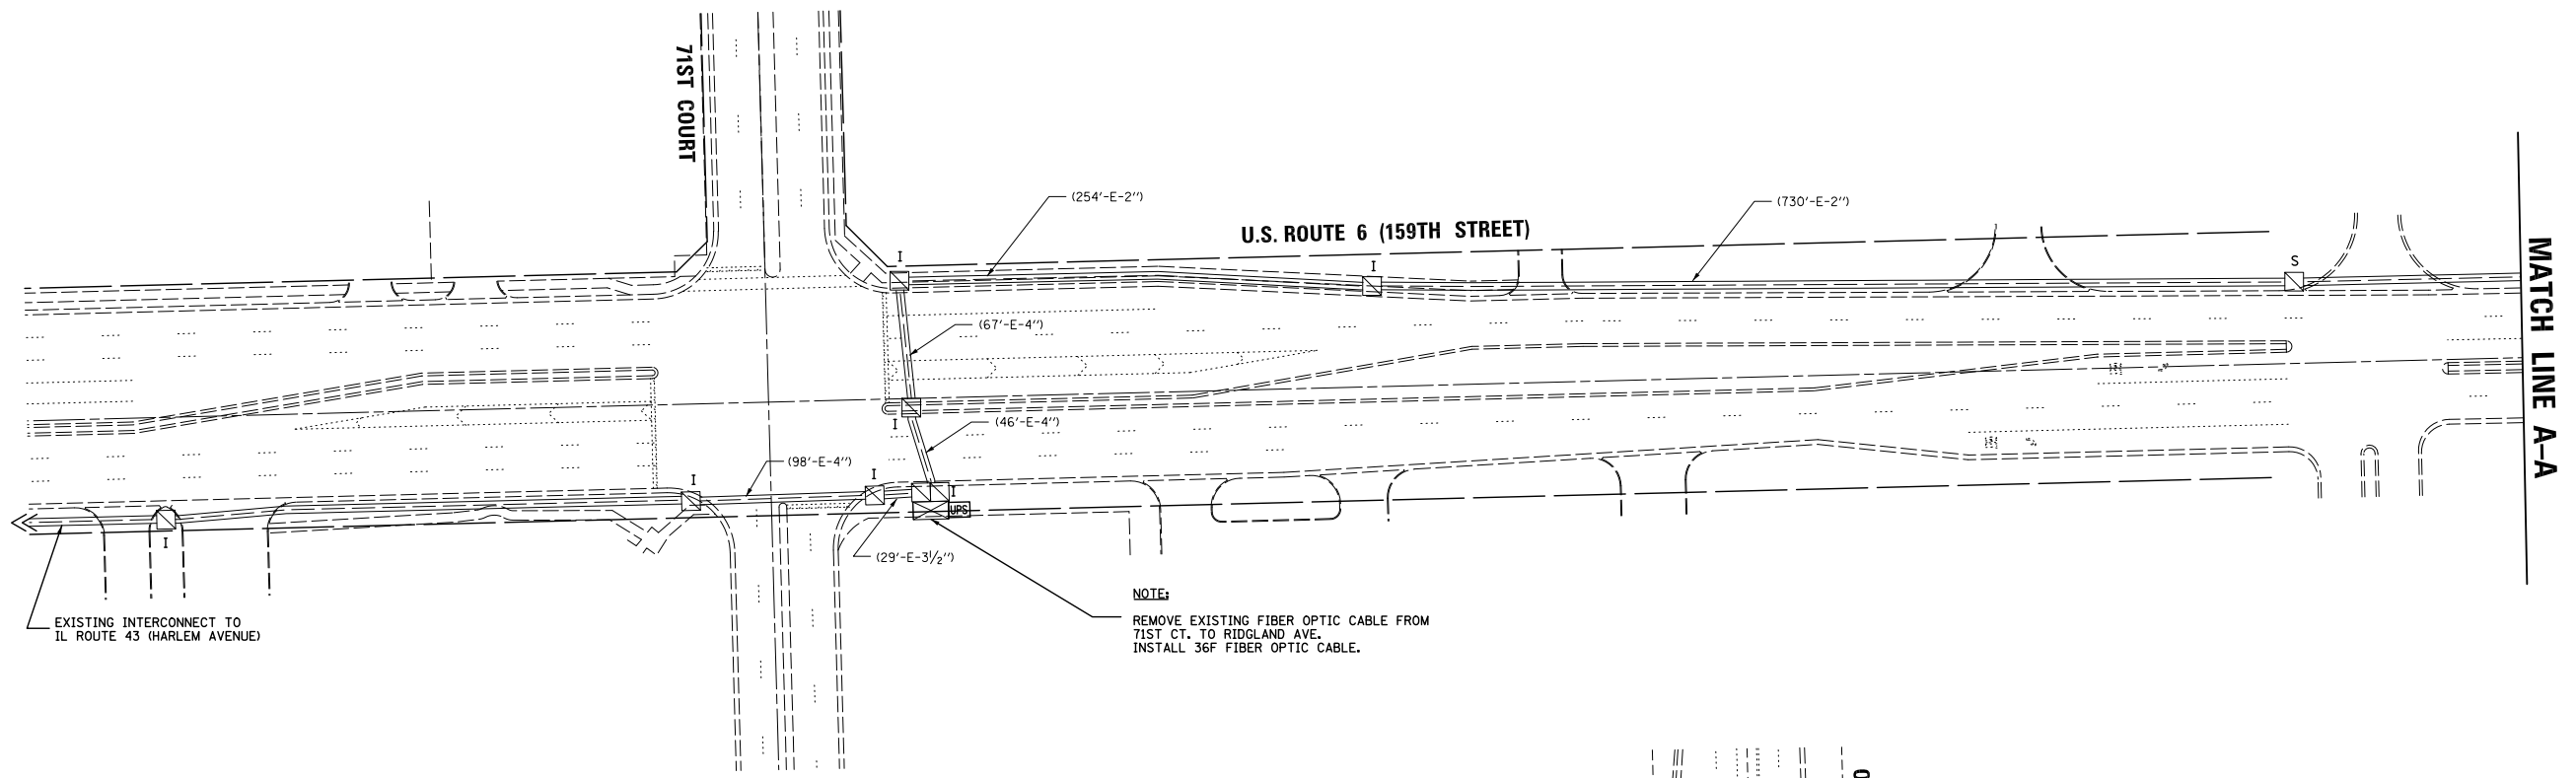 71ST COURT
(254'-E-2")
(730'-E-2")
U.S. ROUTE 6 (159TH STREET)
I
I
S
MATCH LINE A-A
(67'-E-4")
I
(46'-E-4")
(98'-E-4")
I
I
I
UPS
I
(29'-E-3 1/2")
NOTE:
REMOVE EXISTING FIBER OPTIC CABLE FROM
71ST CT. TO RIDGLAND AVE.
INSTALL 36F FIBER OPTIC CABLE.
EXISTING INTERCONNECT TO
IL ROUTE 43 (HARLEM AVENUE)